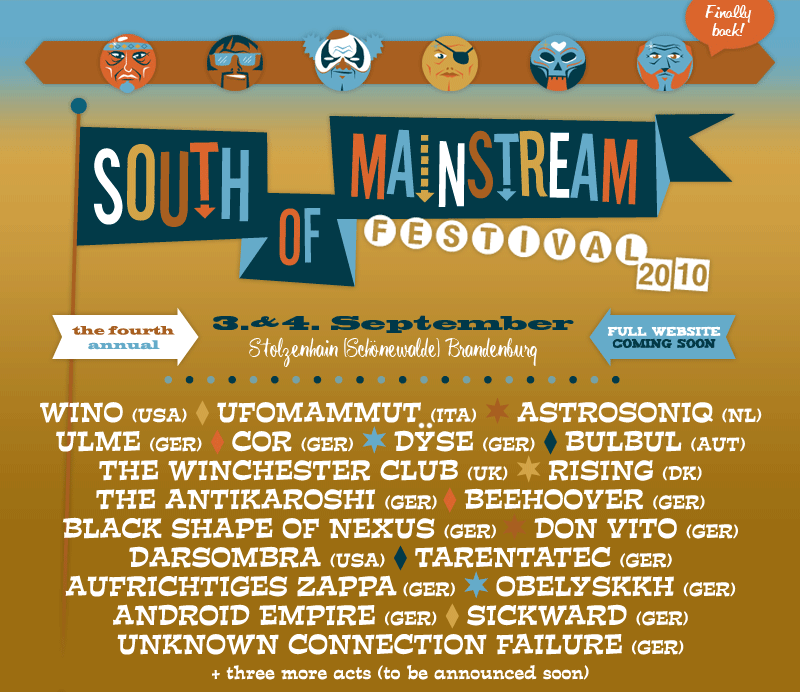 Finally
back!
SOUTH OF MAINSTREAM
FESTIVAL
2010
the fourth
annual
3.&4. September
Stolzenhain (Schönewalde) Brandenburg
FULL WEBSITE
COMING SOON
WINO (USA) UFOMAMMUT (ITA) ASTROSONIQ (NL)
ULME (GER) COR (GER) DŸSE (GER) BULBUL (AUT)
THE WINCHESTER CLUB (UK) RISING (DK)
THE ANTIKAROSHI (GER) BEEHOOVER (GER)
BLACK SHAPE OF NEXUS (GER) DON VITO (GER)
DARSOMBRA (USA) TARENTATEC (GER)
AUFRICHTIGES ZAPPA (GER) OBELYSKKH (GER)
ANDROID EMPIRE (GER) SICKWARD (GER)
UNKNOWN CONNECTION FAILURE (GER)
+ three more acts (to be announced soon)